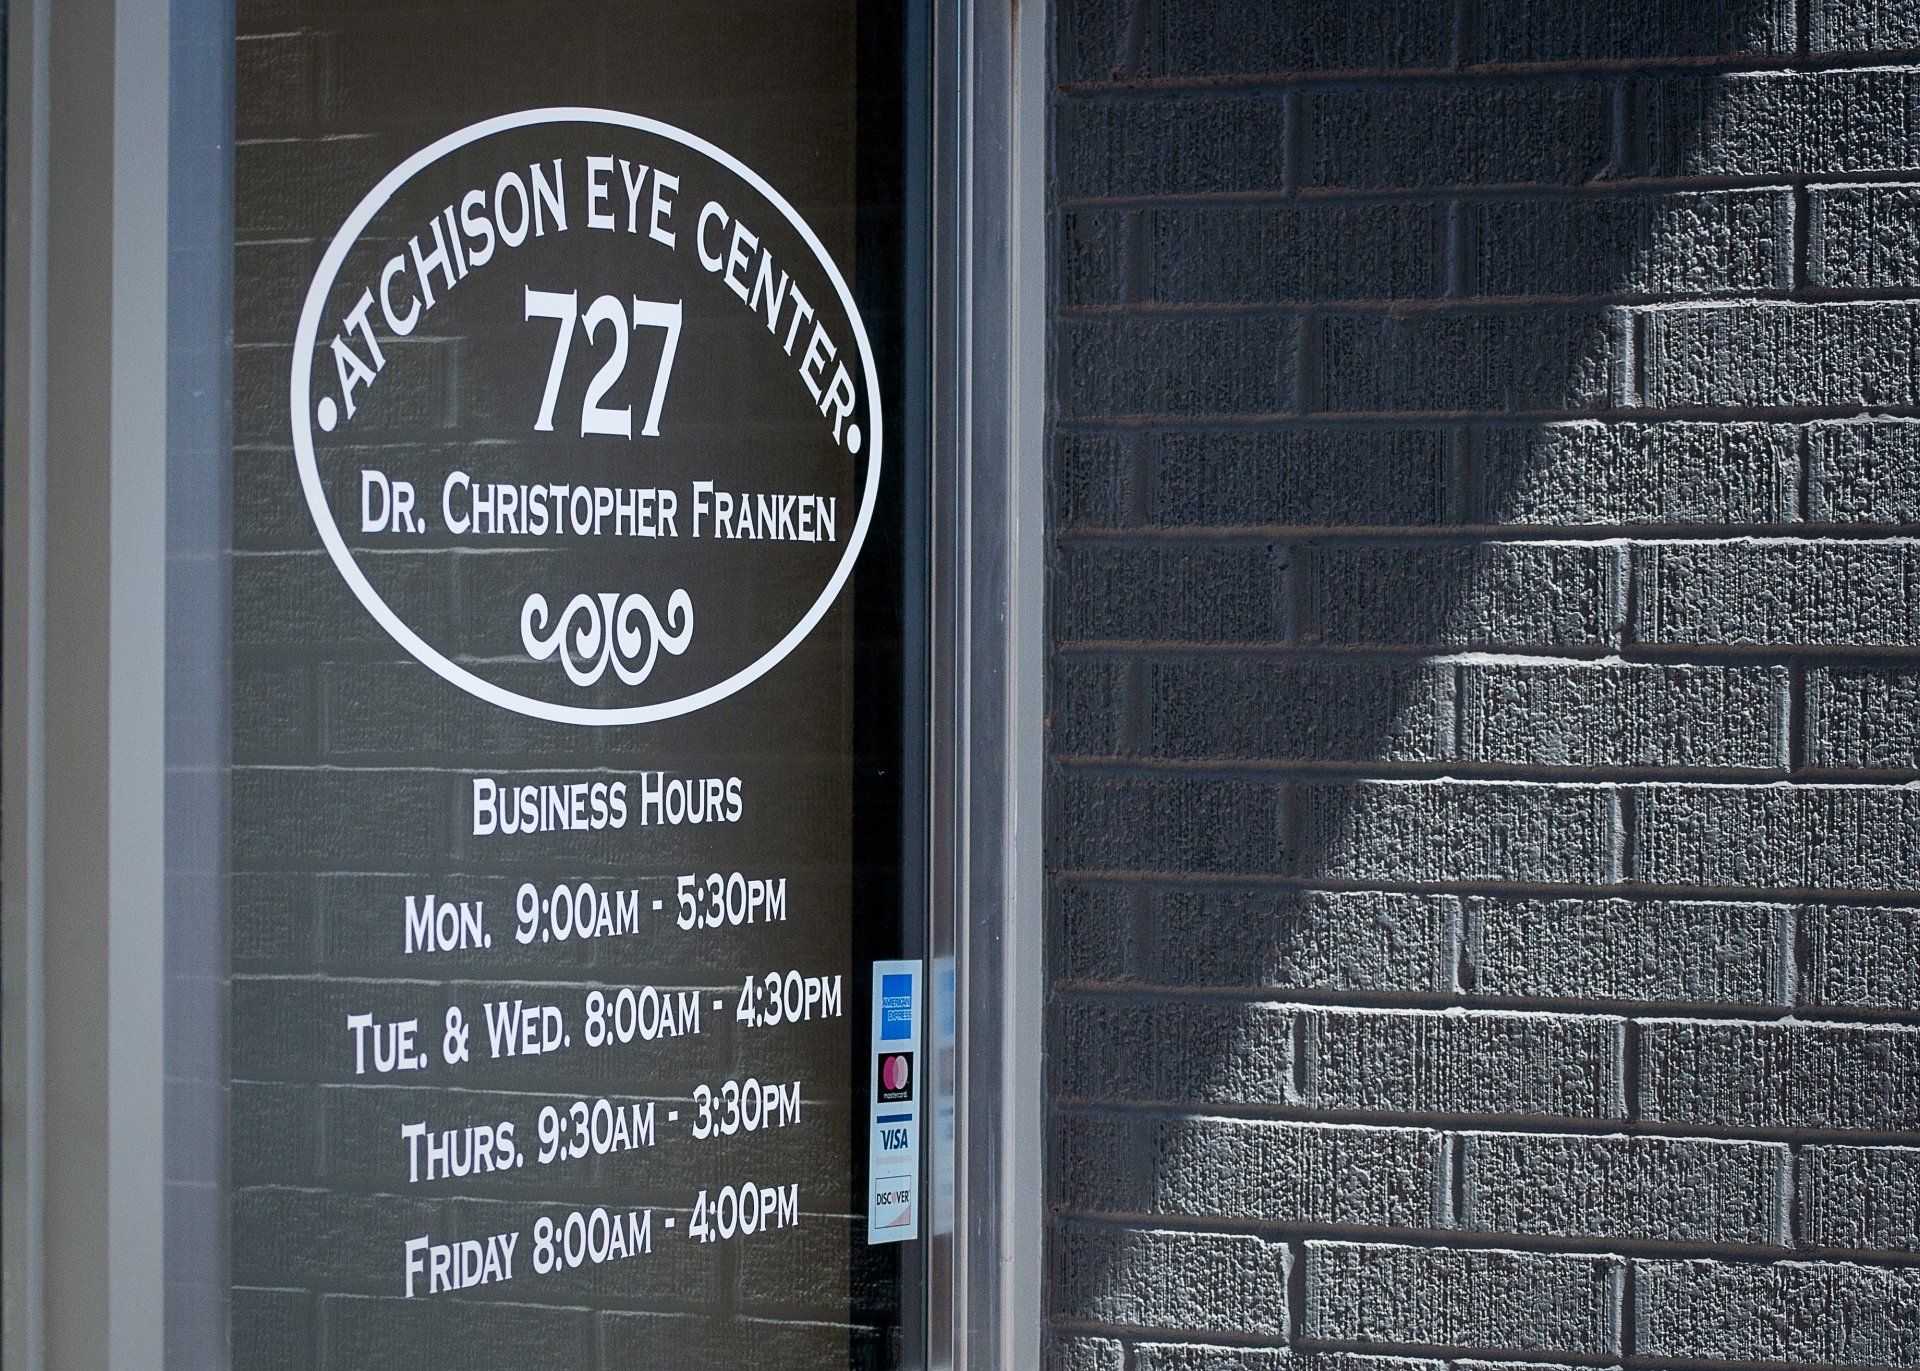 • ATCHISON EYE CENTER •
727
DR. CHRISTOPHER FRANKEN
BUSINESS HOURS
MON. 9:00AM - 5:30PM
TUE. & WED. 8:00AM - 4:30PM
THURS. 9:30AM - 3:30PM
FRIDAY 8:00AM - 4:00PM
AMERICAN
EXPRESS
mastercard
VISA
DISCOVER